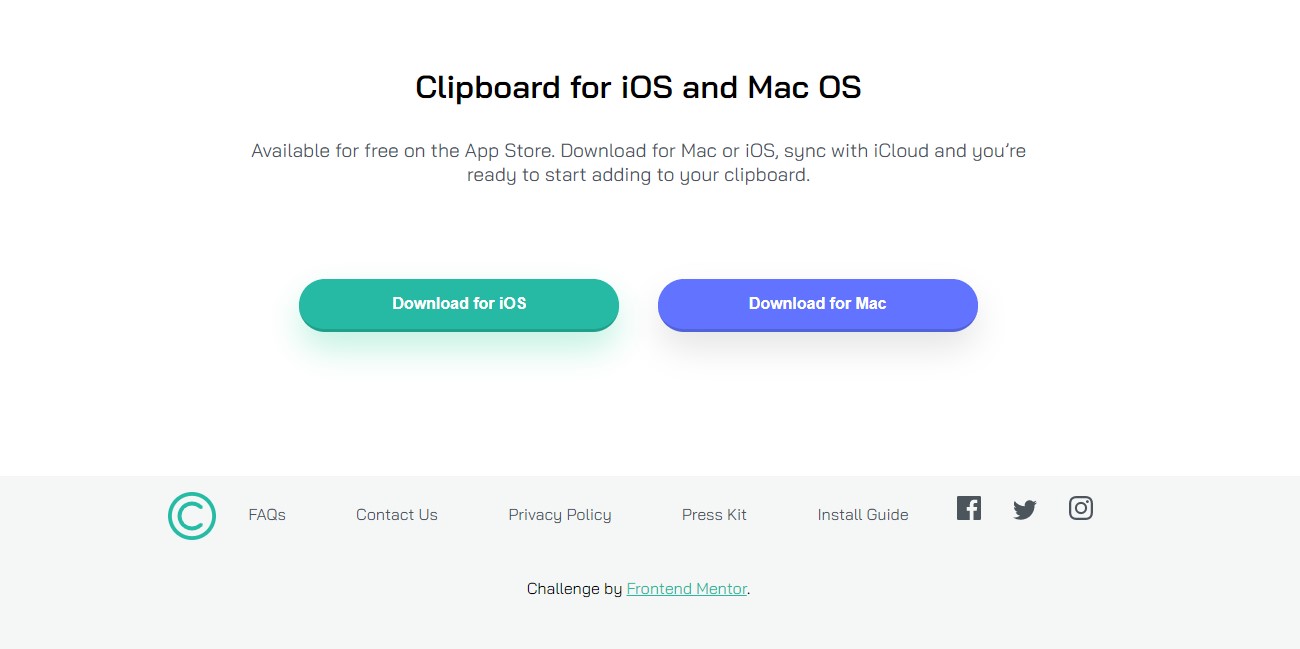 Clipboard for iOS and Mac OS
Available for free on the App Store. Download for Mac or iOS, sync with iCloud and you’re
ready to start adding to your clipboard.
Download for iOS
Download for Mac
FAQs
Contact Us
Privacy Policy
Press Kit
Install Guide
Challenge by Frontend Mentor.